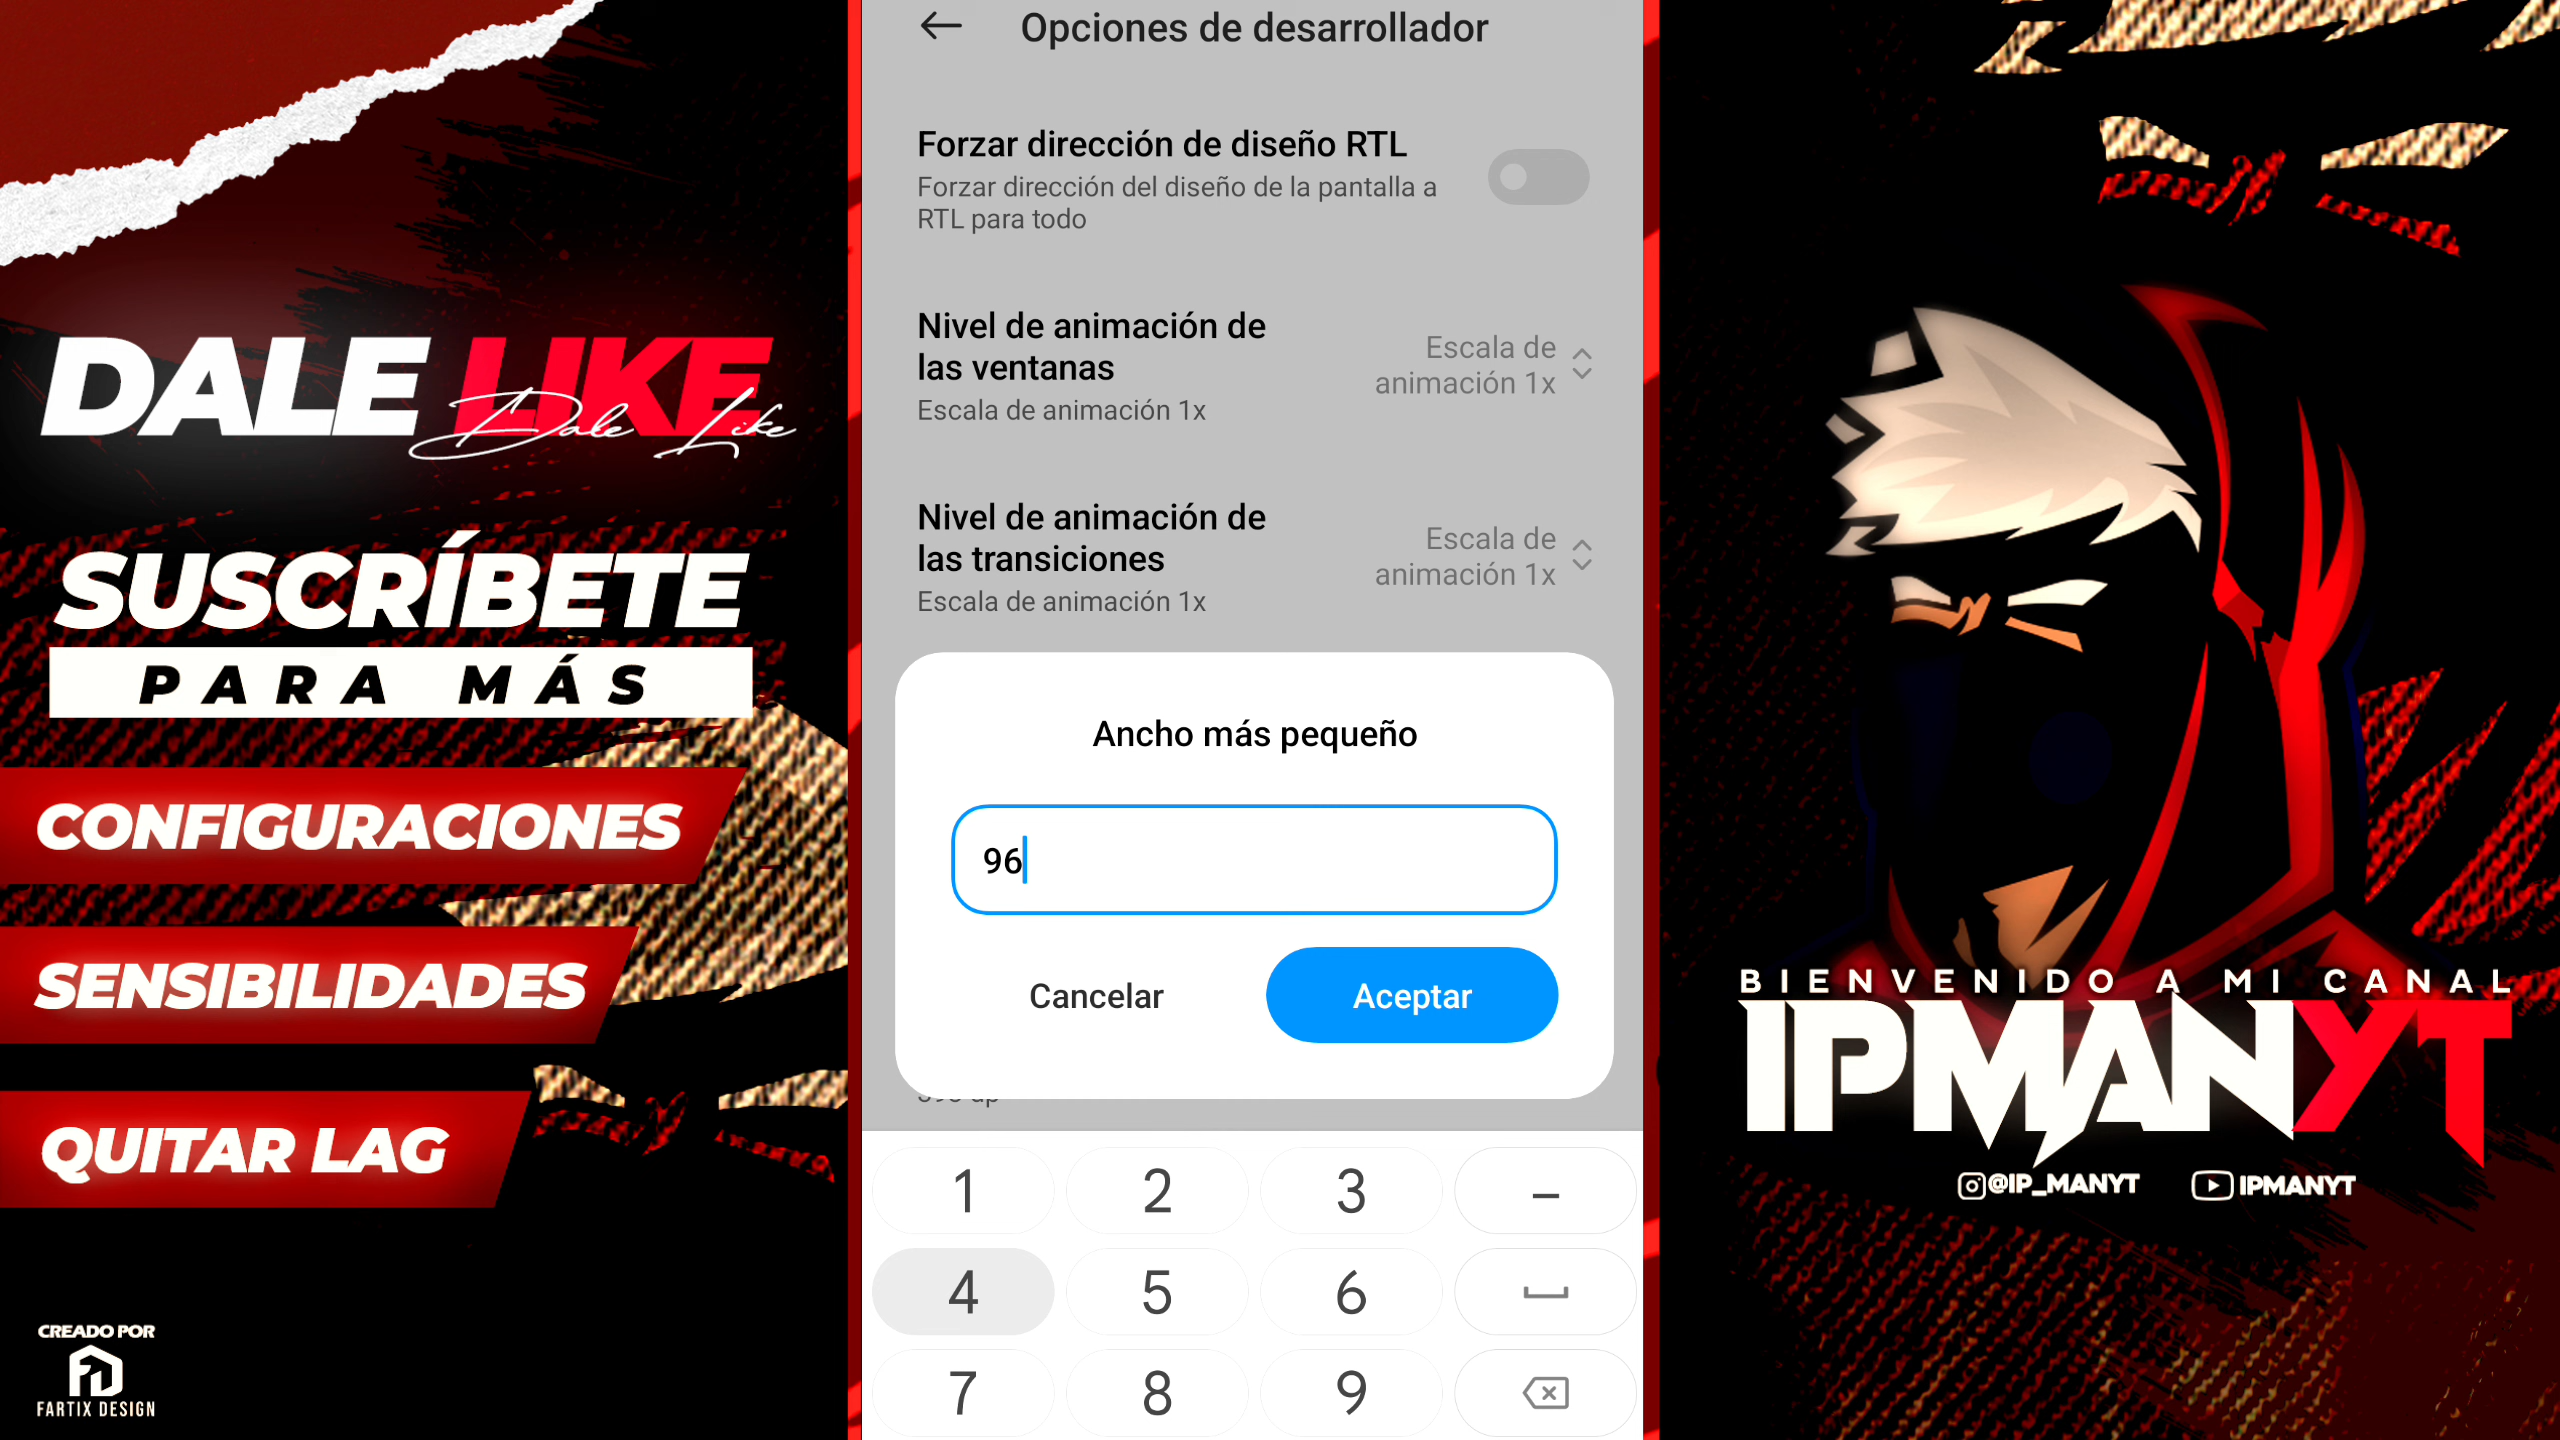 DALE LIKE
Dale Like
SUSCRÍBETE
PARA MÁS
CONFIGURACIONES
SENSIBILIDADES
QUITAR LAG
CREADO POR
FARTIX DESIGN
Opciones de desarrollador
Forzar dirección de diseño RTL
Forzar dirección del diseño de la pantalla a
RTL para todo
Nivel de animación de
las ventanas
Escala de animación 1x
Escala de
animación 1x
Nivel de animación de
las transiciones
Escala de animación 1x
Escala de
animación 1x
Ancho más pequeño
96
Cancelar
Aceptar
1 2 3 –
4 5 6
7 8 9
BIENVENIDO A MI CANAL
IPMANYT
@IP_MANYT
IPMANYT